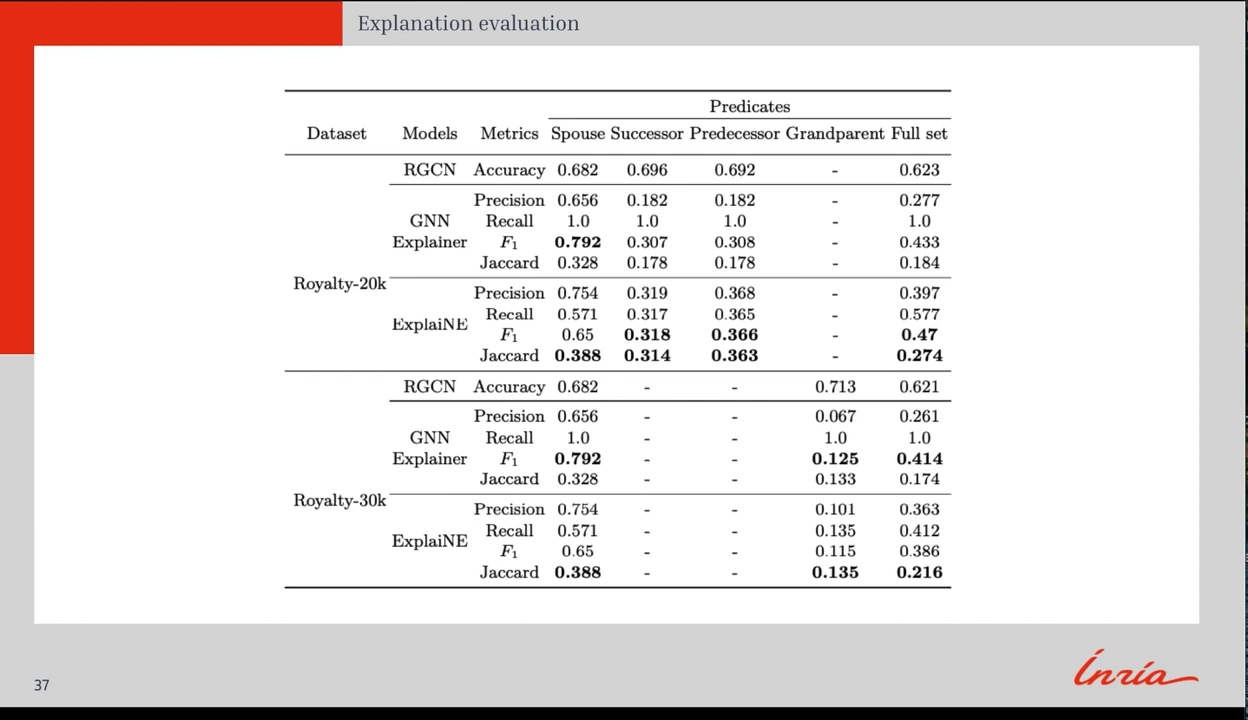 Explanation evaluation
Predicates
Dataset Models Metrics Spouse Successor Predecessor Grandparent Full set
RGCN Accuracy 0.682 0.696 0.692 - 0.623
Precision 0.656 0.182 0.182 - 0.277
GNN Recall 1.0 1.0 1.0 - 1.0
Explainer F₁ 0.792 0.307 0.308 - 0.433
Jaccard 0.328 0.178 0.178 - 0.184
Royalty-20k
Precision 0.754 0.319 0.368 - 0.397
Recall 0.571 0.317 0.365 - 0.577
ExplaiNE
F₁ 0.65 0.318 0.366 - 0.47
Jaccard 0.388 0.314 0.363 - 0.274
RGCN Accuracy 0.682 - - 0.713 0.621
Precision 0.656 - - 0.067 0.261
GNN Recall 1.0 - - 1.0 1.0
Explainer F₁ 0.792 - - 0.125 0.414
Jaccard 0.328 - - 0.133 0.174
Royalty-30k
Precision 0.754 - - 0.101 0.363
Recall 0.571 - - 0.135 0.412
ExplaiNE
F₁ 0.65 - - 0.115 0.386
Jaccard 0.388 - - 0.135 0.216
37
Inría